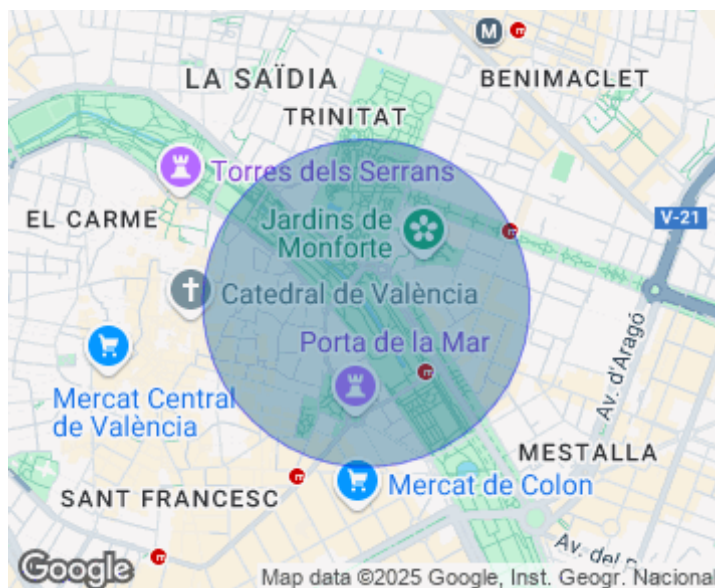 M
LA SAÏDIA
BENIMACLET
TRINITAT
Torres dels Serrans
EL CARME
Jardins de
Monforte
V-21
Catedral de València
Porta de la Mar
Mercat Central
de València
Av. d'Aragó
MESTALLA
Mercat de Colon
SANT FRANCESC
Av. del P
Google
Map data ©2025 Google, Inst. Geogr. Nacional